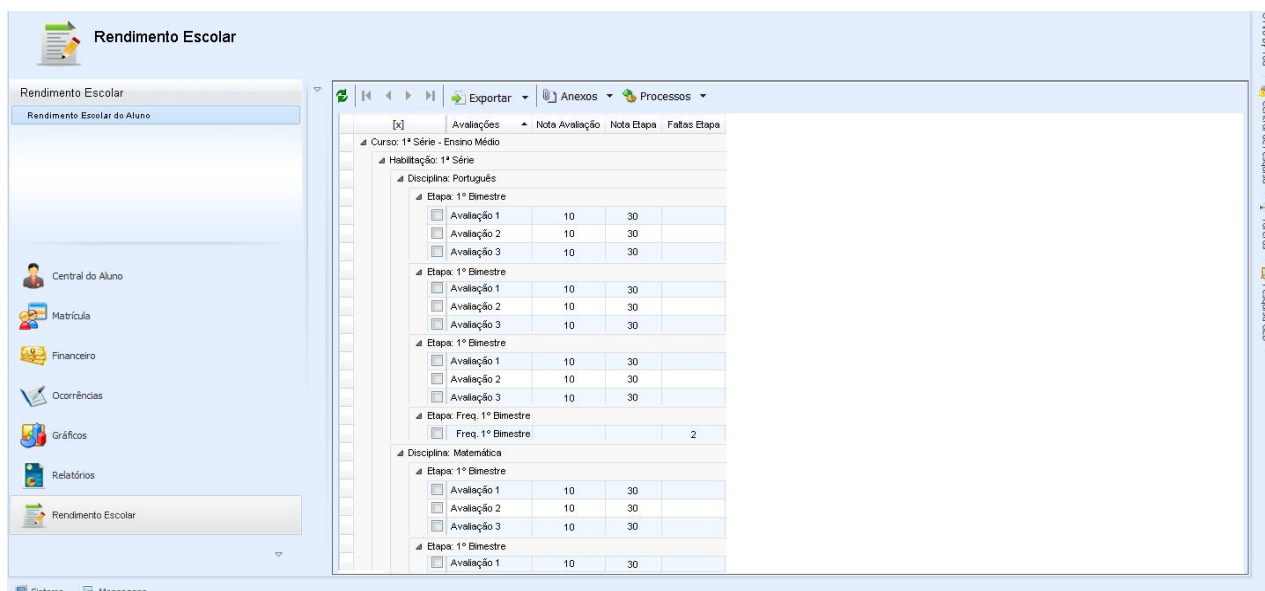 Rendimento Escolar
Rendimento Escolar
Rendimento Escolar do Aluno
Central do Aluno
Matrícula
Financeiro
Ocorrências
Gráficos
Relatórios
Rendimento Escolar
Exportar Anexos Processos
[x] Avaliações Nota Avaliação Nota Etapa Faltas Etapa
Curso: 1ª Série - Ensino Médio
Habilitação: 1ª Série
Disciplina: Português
Etapa: 1º Bimestre
Avaliação 1 10 30
Avaliação 2 10 30
Avaliação 3 10 30
Etapa: 1º Bimestre
Avaliação 1 10 30
Avaliação 2 10 30
Avaliação 3 10 30
Etapa: 1º Bimestre
Avaliação 1 10 30
Avaliação 2 10 30
Avaliação 3 10 30
Etapa: Freq. 1º Bimestre
Freq. 1º Bimestre 2
Disciplina: Matemática
Etapa: 1º Bimestre
Avaliação 1 10 30
Avaliação 2 10 30
Avaliação 3 10 30
Etapa: 1º Bimestre
Avaliação 1 10 30